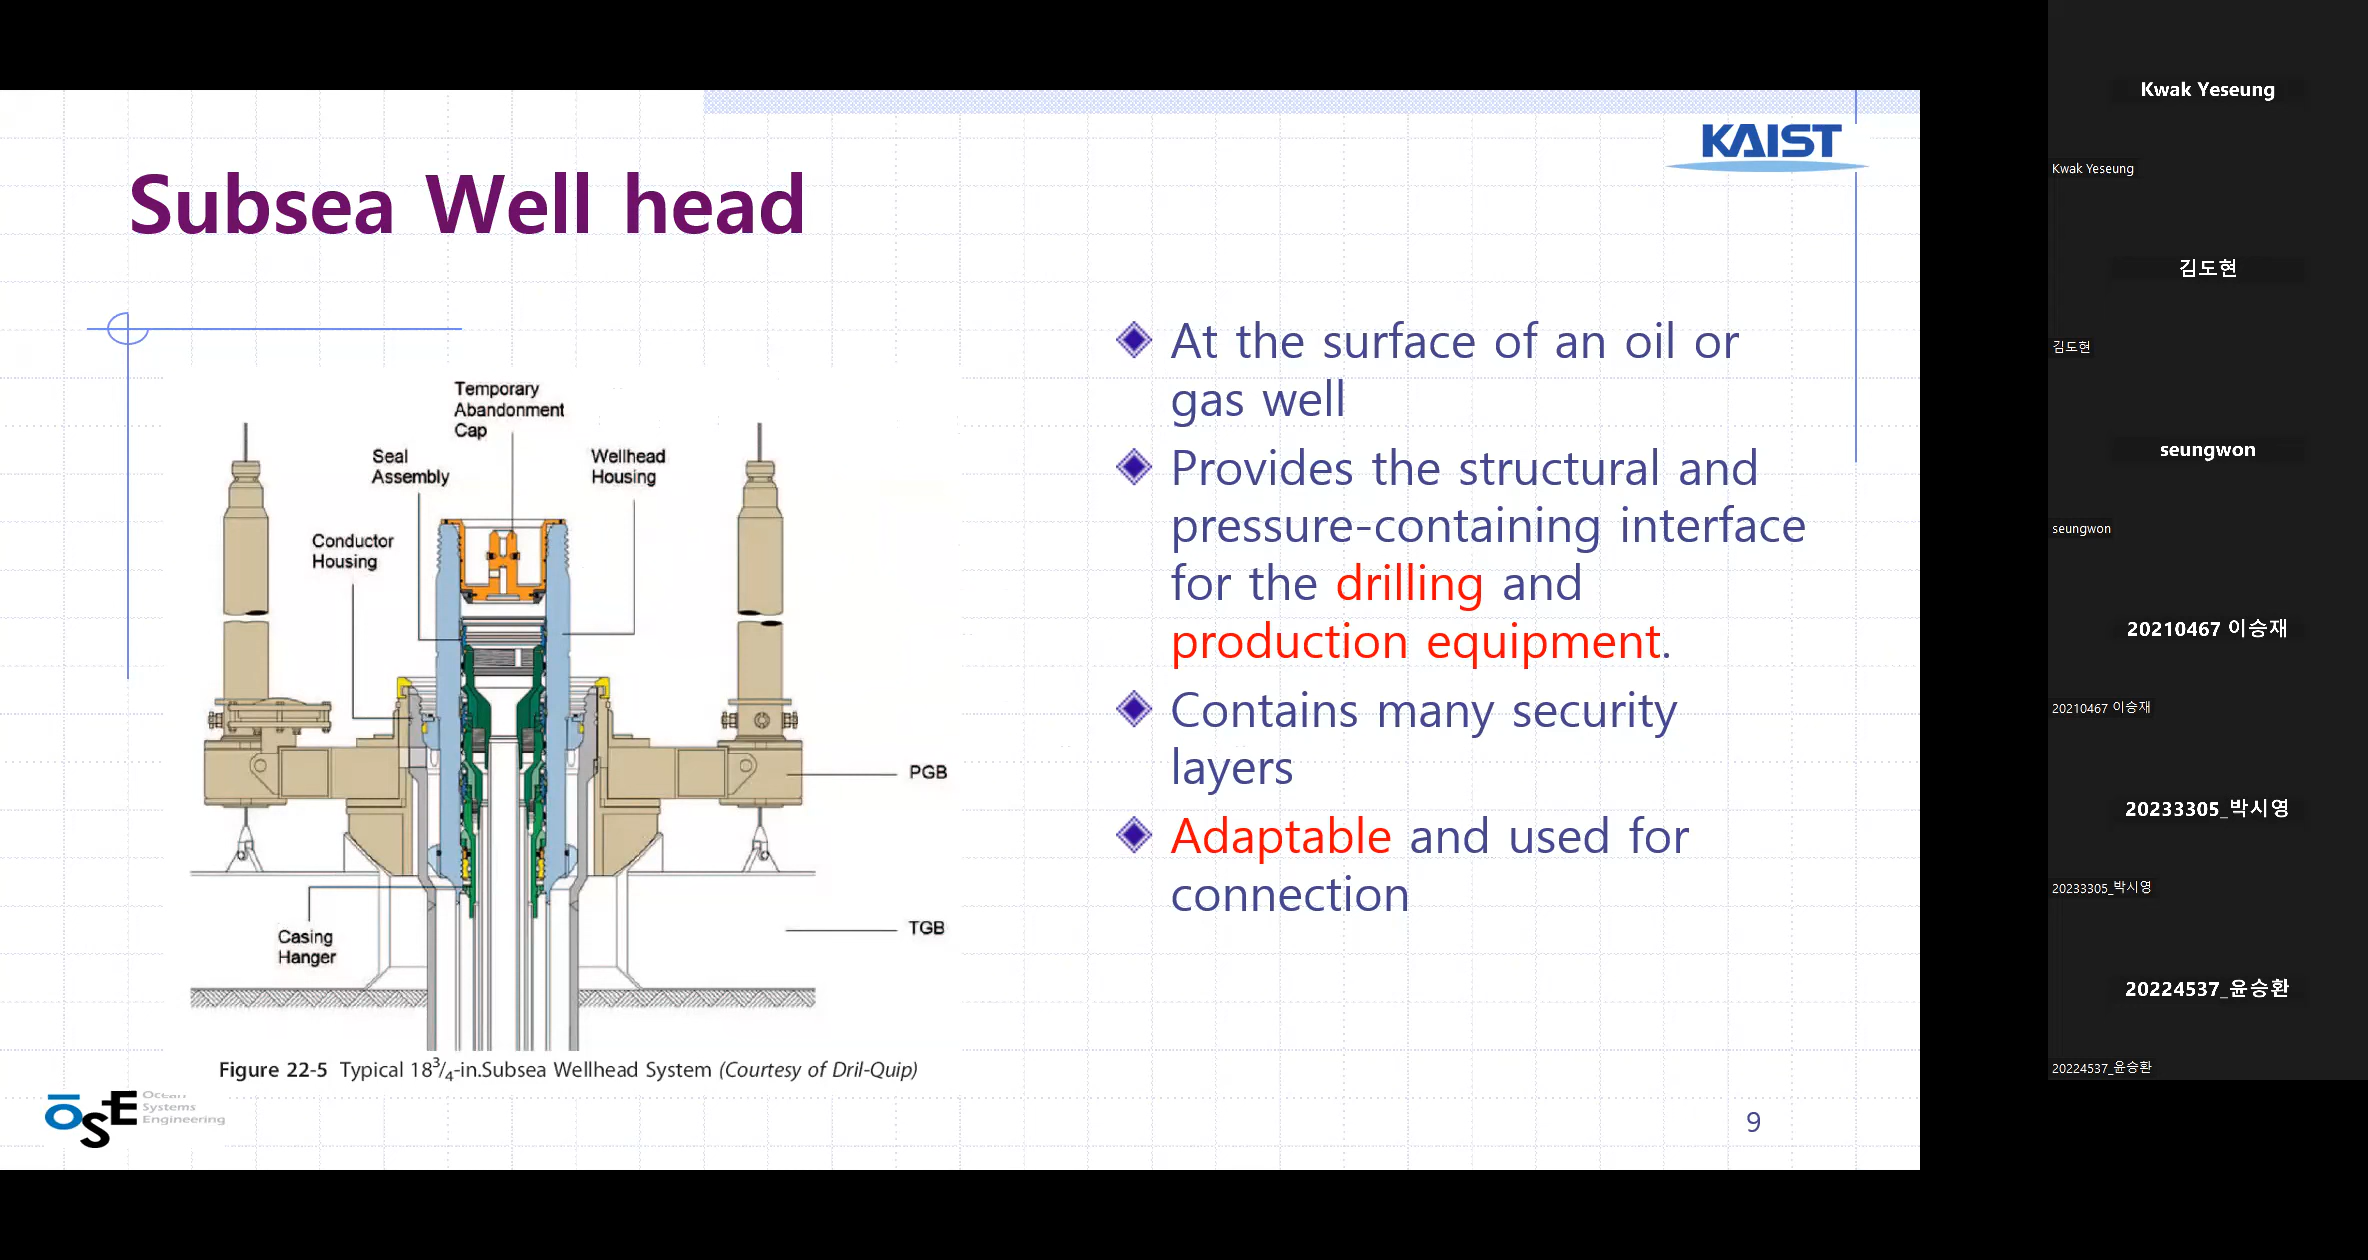 KAIST
Subsea Well head
Temporary
Abandonment
Cap
Seal
Assembly
Wellhead
Housing
Conductor
Housing
PGB
TGB
Casing
Hanger
Figure 22-5 Typical 18³/₄-in.Subsea Wellhead System (Courtesy of Dril-Quip)
At the surface of an oil or
gas well
Provides the structural and
pressure-containing interface
for the drilling and
production equipment.
Contains many security
layers
Adaptable and used for
connection
OSE Ocean
Systems
Engineering
9
Kwak Yeseung
Kwak Yeseung
김도현
김도현
seungwon
seungwon
20210467 이승재
20210467 이승재
20233305_박시영
20233305_박시영
20224537_윤승환
20224537_윤승환